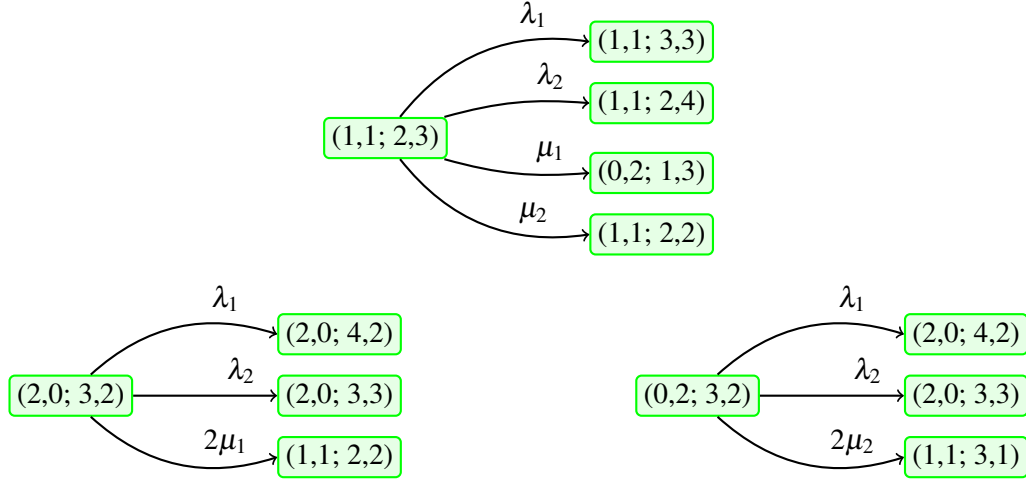 λ₁
(1,1; 3,3)
λ₂
(1,1; 2,4)
(1,1; 2,3)
μ₁
(0,2; 1,3)
μ₂
(1,1; 2,2)
λ₁
(2,0; 4,2)
λ₂
(2,0; 3,2)
(2,0; 3,3)
2μ₁
(1,1; 2,2)
λ₁
(2,0; 4,2)
λ₂
(0,2; 3,2)
(2,0; 3,3)
2μ₂
(1,1; 3,1)